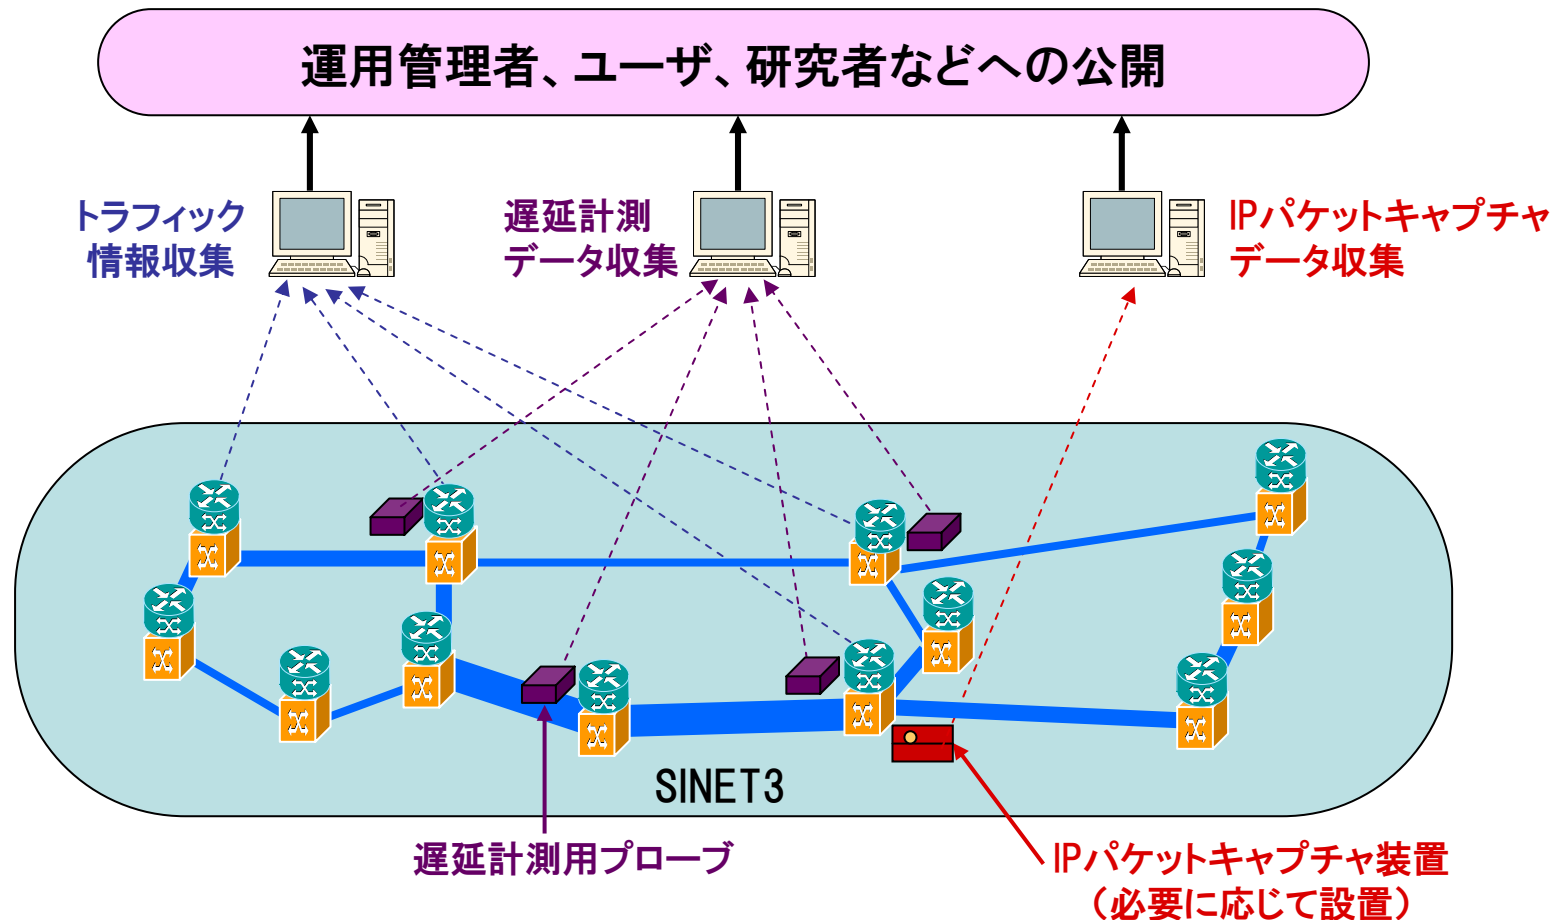 運用管理者、ユーザ、研究者などへの公開
トラフィック
情報収集
遅延計測
データ収集
IPパケットキャプチャ
データ収集
SINET3
遅延計測用プローブ
IPパケットキャプチャ装置
（必要に応じて設置）